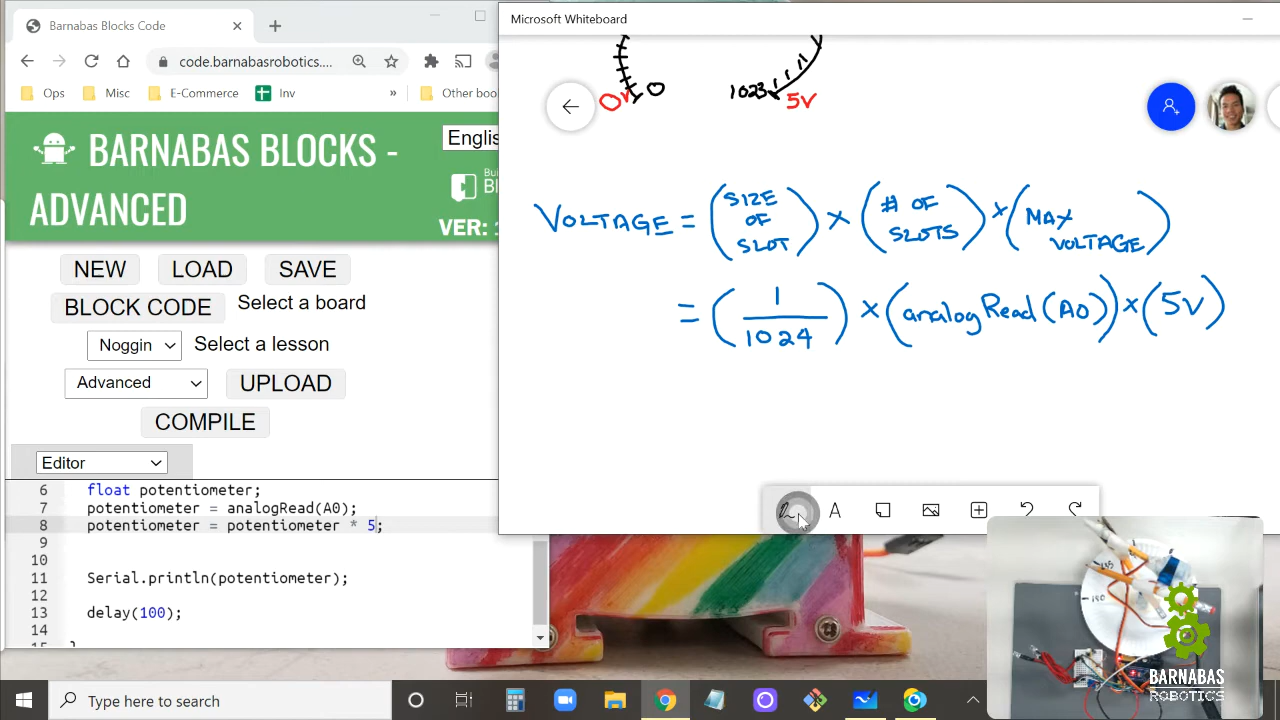 Barnabas Blocks Code
Microsoft Whiteboard
code.barnabasrobotics....
Ops
Misc
E-Commerce
Inv
»
Other boo
BARNABAS BLOCKS -
ADVANCED
Englis
Bu
Bl
VER:
NEW
LOAD
SAVE
BLOCK CODE
Select a board
Noggin
Select a lesson
Advanced
UPLOAD
COMPILE
Editor
6 float potentiometer;
7 potentiometer = analogRead(A0);
8 potentiometer = potentiometer * 5;
9
10
11 Serial.println(potentiometer);
12
13 delay(100);
14
15 }
0V 0
1023 5V
VOLTAGE = (SIZE OF SLOT) × (# OF SLOTS) × (MAX VOLTAGE)
= (1/1024) × (analogRead(A0)) × (5V)
A
BARNABAS
ROBOTICS
Type here to search